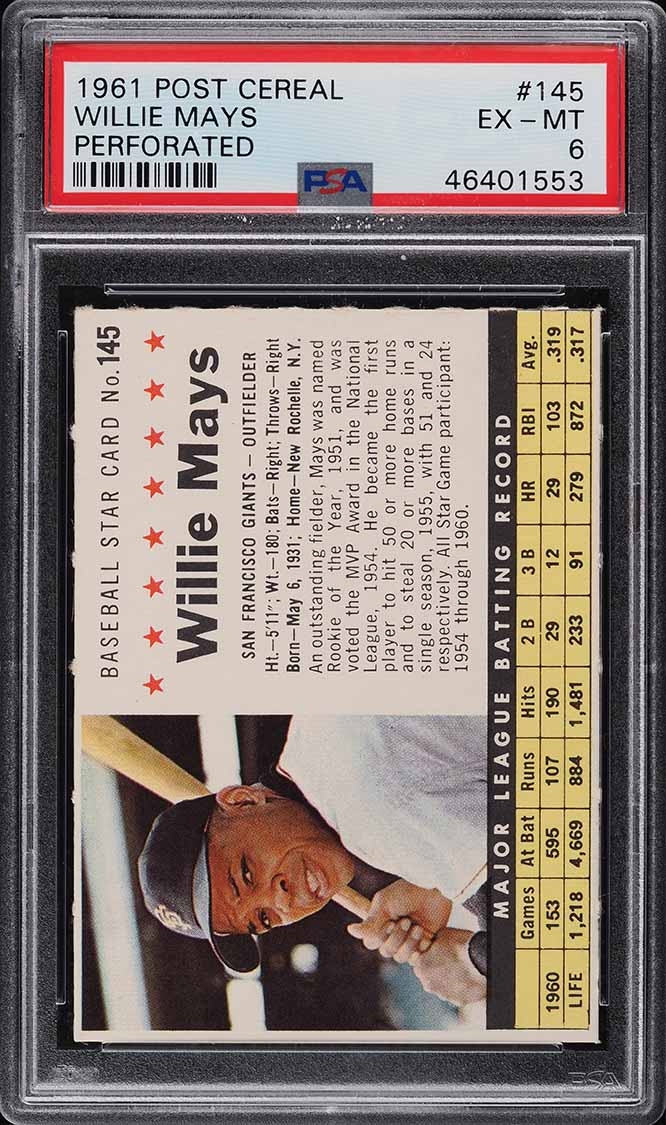 1961 POST CEREAL #145
WILLIE MAYS EX – MT
PERFORATED 6
PSA 46401553
BASEBALL STAR CARD No. 145
Willie Mays
SAN FRANCISCO GIANTS – OUTFIELDER
Ht.—5'11"; Wt.—180; Bats—Right; Throws—Right
Born—May 6, 1931; Home—New Rochelle, N.Y.
An outstanding fielder, Mays was named
Rookie of the Year, 1951, and was
voted the MVP Award in the National
League, 1954. He became the first
player to hit 50 or more home runs
and to steal 20 or more bases in a
single season, 1955, with 51 and 24
respectively. All Star Game participant:
1954 through 1960.
SF
MAJOR LEAGUE BATTING RECORD
Games At Bat Runs Hits 2 B 3 B HR RBI Avg.
1960 153 595 107 190 29 12 29 103 .319
LIFE 1,218 4,669 884 1,481 233 91 279 872 .317
PSA